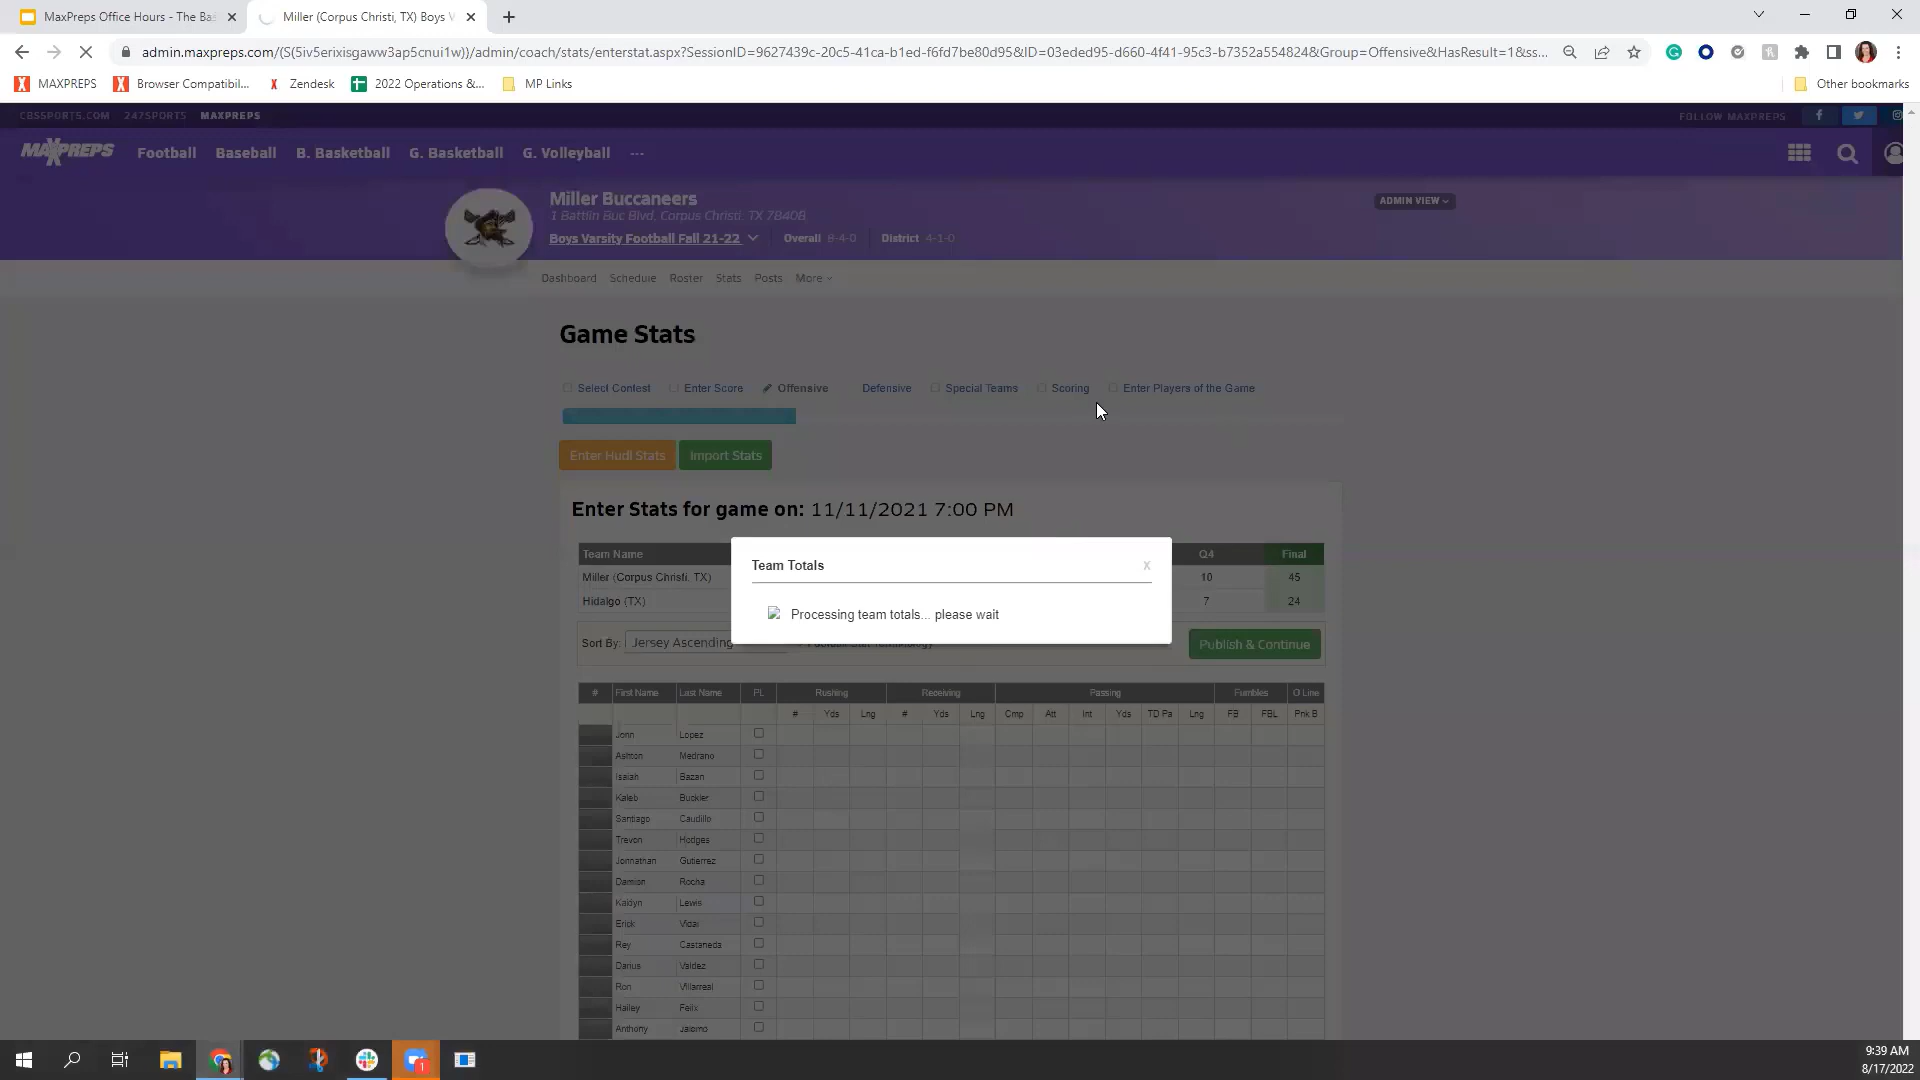 MaxPreps Office Hours - The Bas
Miller (Corpus Christi, TX) Boys V
admin.maxpreps.com/(S(5iv5erixisgaww3ap5cnui1w))/admin/coach/stats/enterstat.aspx?SessionID=9627439c-20c5-41ca-b1ed-f6fd7be80d95&ID=03eded95-d660-4f41-95c3-b7352a554824&Group=Offensive&HasResult=1&ss...
MAXPREPS Browser Compatibil... Zendesk 2022 Operations &... MP Links Other bookmarks
CBSSPORTS.COM 247SPORTS MAXPREPS FOLLOW MAXPREPS
MAXPREPS Football Baseball B. Basketball G. Basketball G. Volleyball ---
Miller Buccaneers
ADMIN VIEW
1 Battlin Buc Blvd, Corpus Christi, TX 78408
Boys Varsity Football Fall 21-22 Overall 8-4-0 District 4-1-0
Dashboard Schedule Roster Stats Posts More
Game Stats
Select Contest Enter Score Offensive Defensive Special Teams Scoring Enter Players of the Game
Enter Hudl Stats Import Stats
Enter Stats for game on: 11/11/2021 7:00 PM
Team Name Q4 Final
Miller (Corpus Christi, TX) 10 45
Hidalgo (TX) 7 24
Team Totals x
Processing team totals... please wait
Sort By: Jersey Ascending Publish & Continue
# First Name Last Name PL Rushing Receiving Passing Fumbles O Line
# Yds Lng # Yds Lng Cmp Att Int Yds TD Pa Lng FB FBL Pnk B
John Lopez
Ashton Medrano
Isaiah Bazan
Kaleb Buckler
Santiago Caudillo
Trevon Hodges
Johnathan Gutierrez
Damion Rocha
Kaidyn Lewis
Erick Vidal
Rey Castaneda
Darius Valdez
Ron Villarreal
Hailey Felix
Anthony Jalomo
1
9:39 AM
8/17/2022